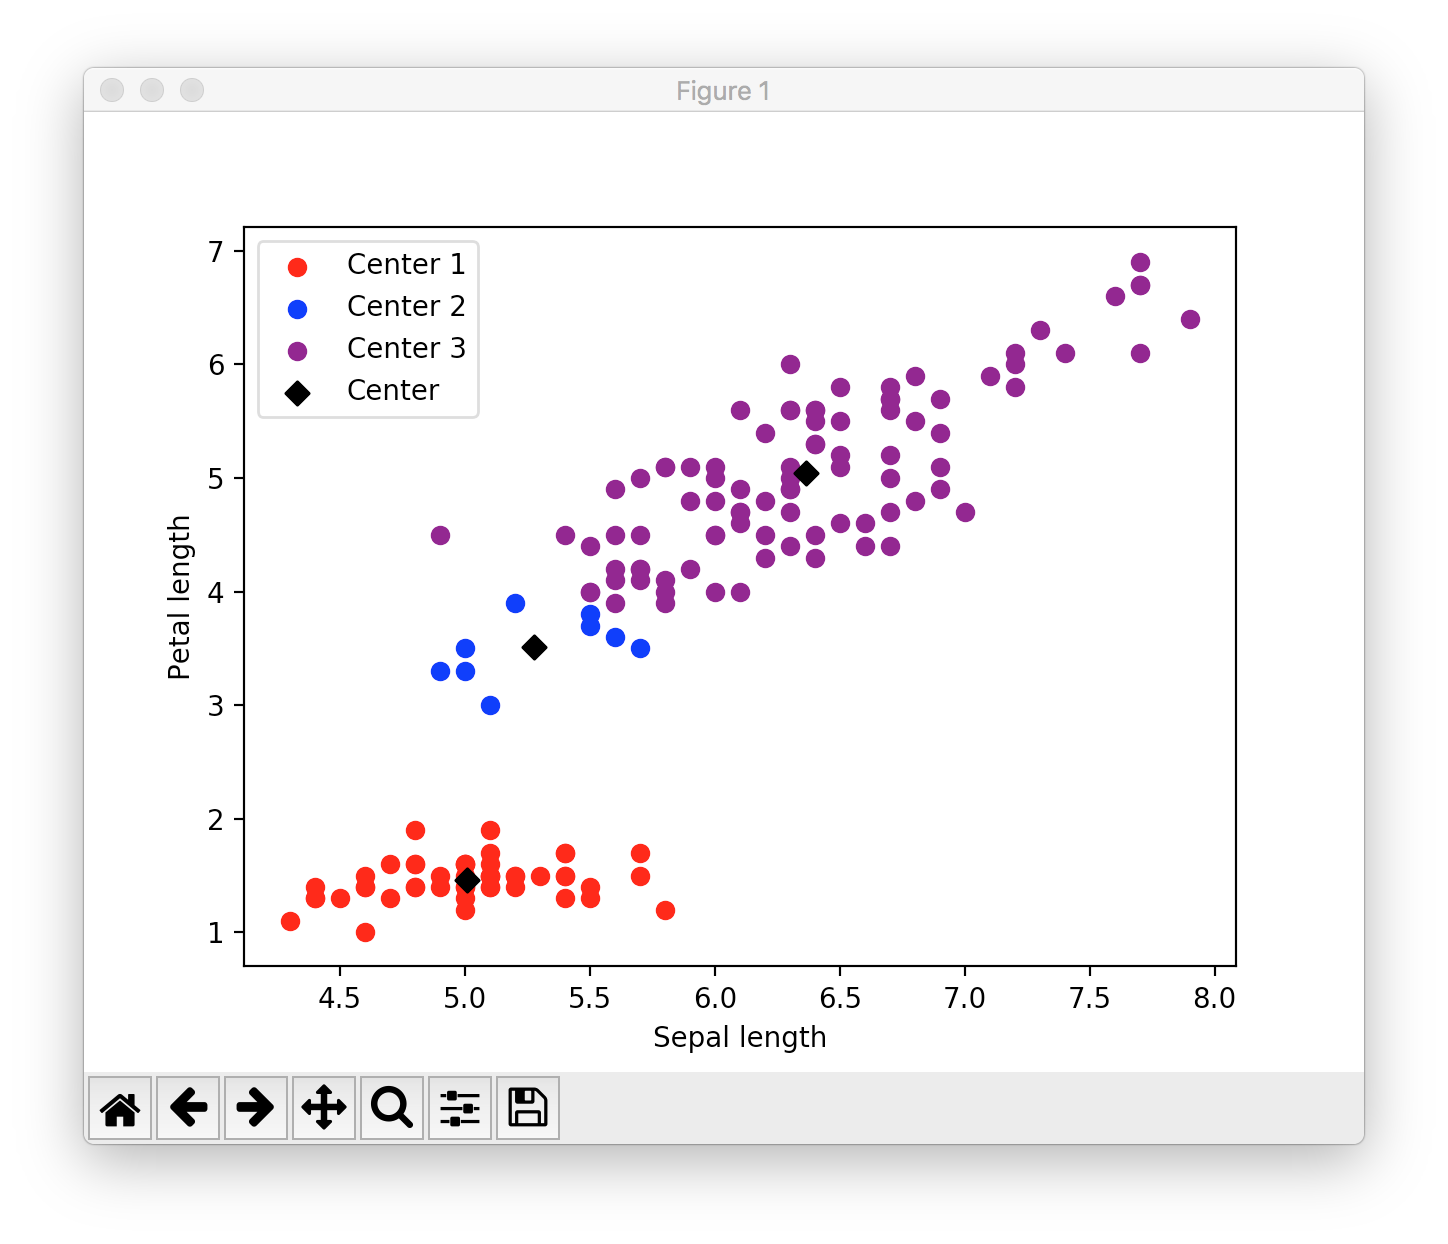 Figure 1
Center 1
Center 2
Center 3
Center
7
6
5
4
3
2
1
Petal length
4.5 5.0 5.5 6.0 6.5 7.0 7.5 8.0
Sepal length